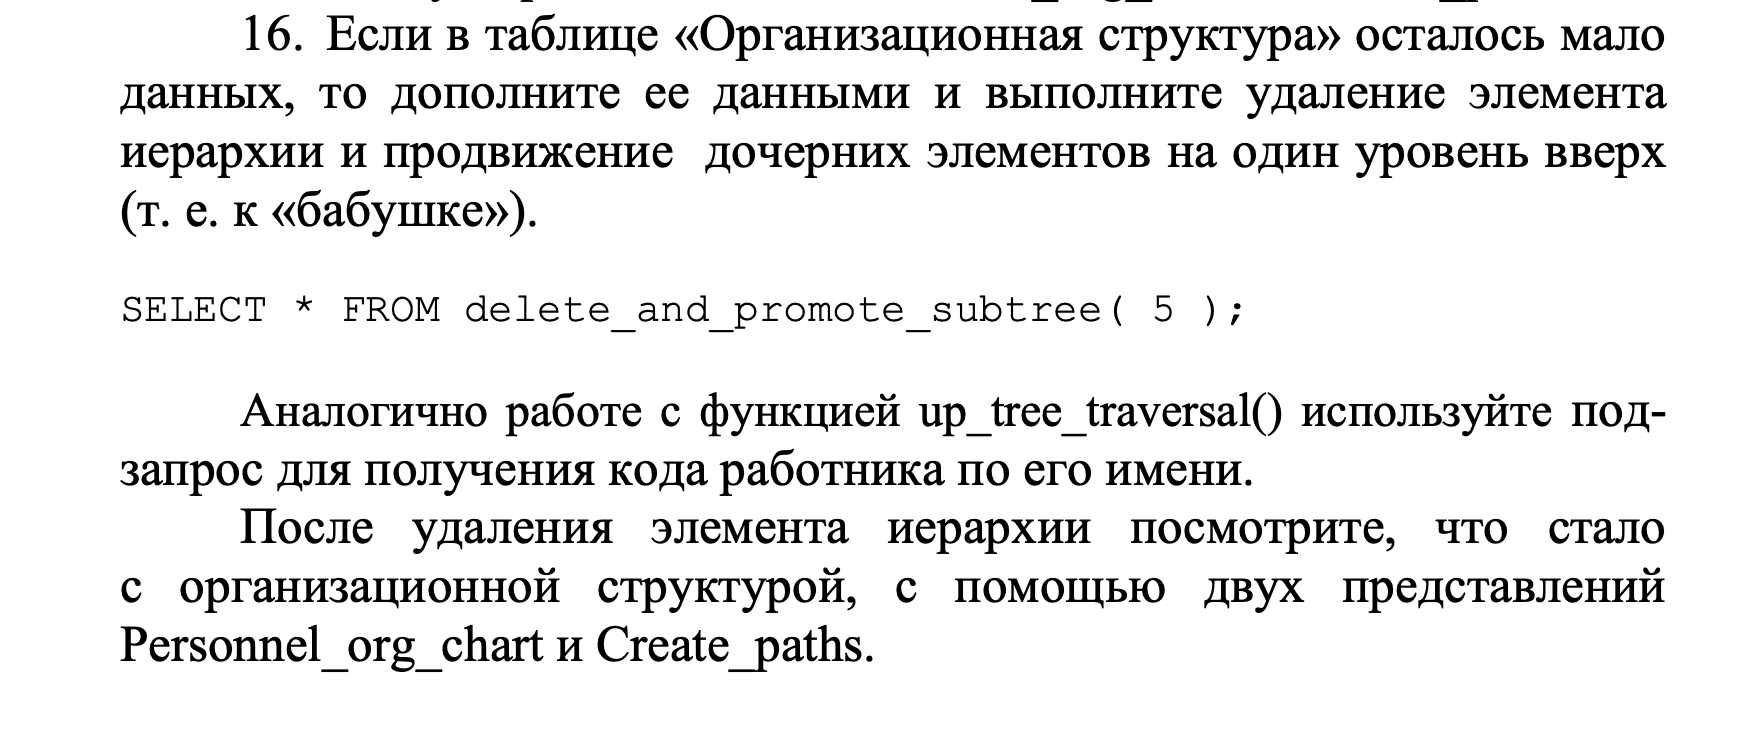 16. Если в таблице «Организационная структура» осталось мало
данных, то дополните ее данными и выполните удаление элемента
иерархии и продвижение дочерних элементов на один уровень вверх
(т. е. к «бабушке»).
SELECT * FROM delete_and_promote_subtree( 5 );
Аналогично работе с функцией up_tree_traversal() используйте под-
запрос для получения кода работника по его имени.
После удаления элемента иерархии посмотрите, что стало
с организационной структурой, с помощью двух представлений
Personnel_org_chart и Create_paths.